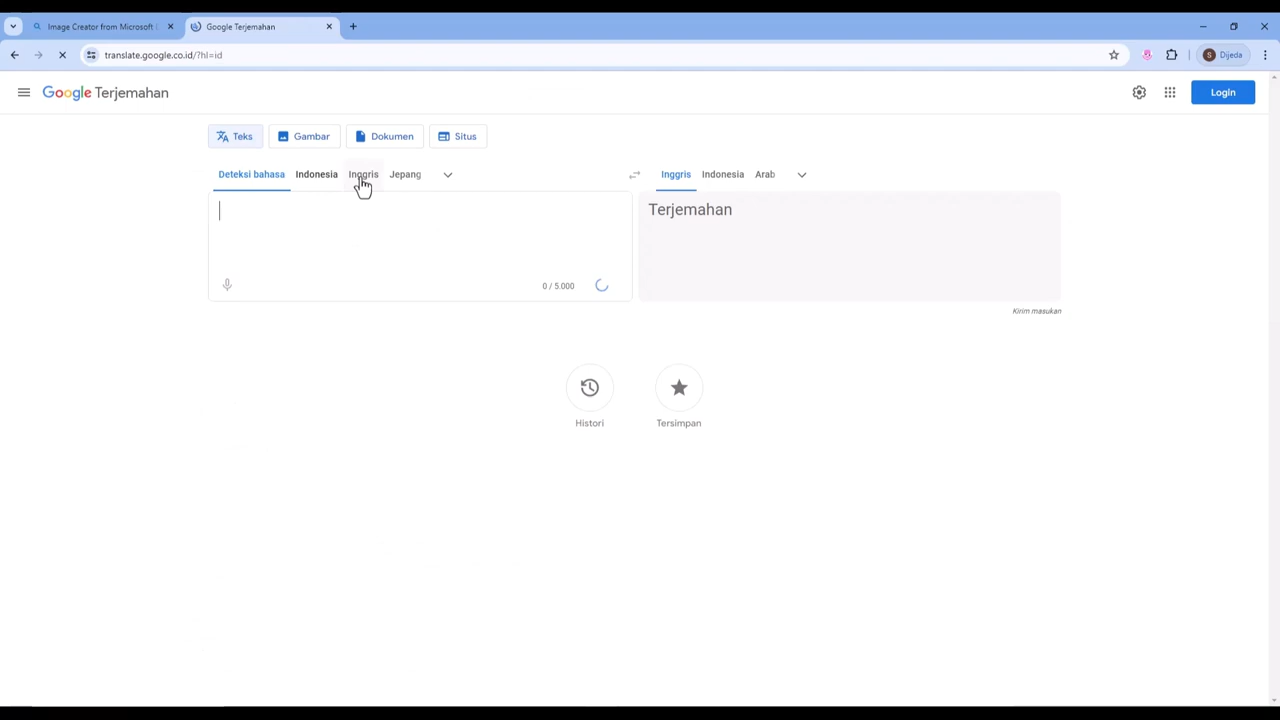 Image Creator from Microsoft
Google Terjemahan
translate.google.co.id/?hl=id
S Dijeda
Google Terjemahan
Login
Teks Gambar Dokumen Situs
Deteksi bahasa Indonesia Inggris Jepang
Inggris Indonesia Arab
Terjemahan
0 / 5.000
Kirim masukan
Histori Tersimpan